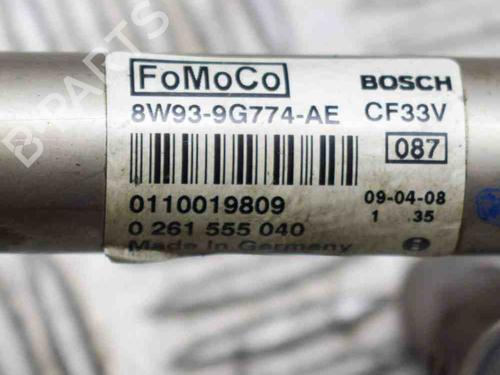 B-PARTS
FoMoCo BOSCH
8W93-9G774-AE CF33V
087
0110019809 09-04-08
0 261 555 040 1 .35
Made In Germany